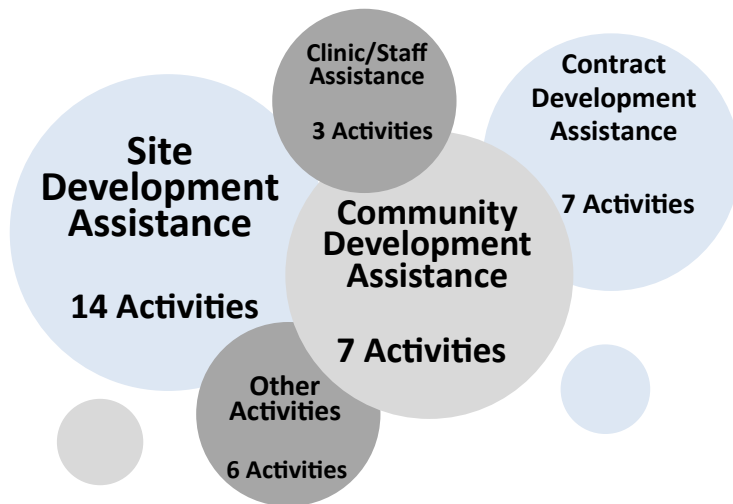 Clinic/Staff
Assistance
3 Activities
Contract
Development
Assistance
7 Activities
Site
Development
Assistance
14 Activities
Community
Development
Assistance
7 Activities
Other
Activities
6 Activities